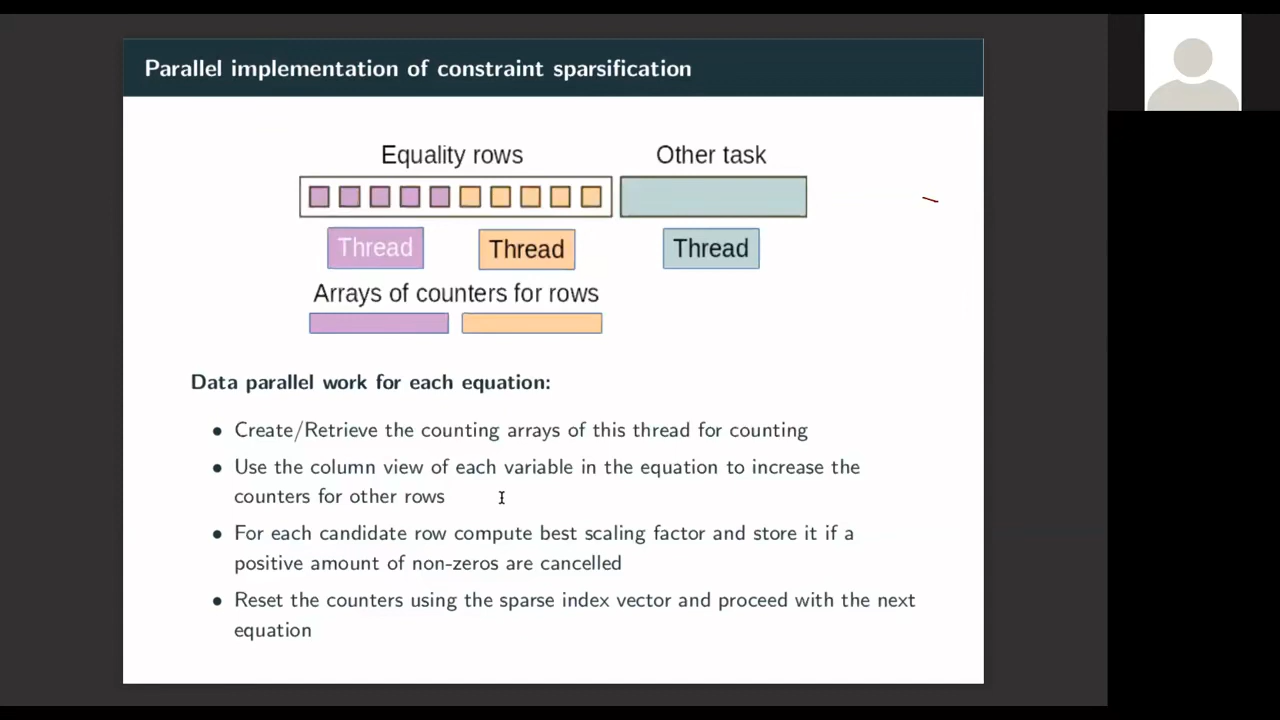 Parallel implementation of constraint sparsification
Equality rows
Other task
Thread
Thread
Thread
Arrays of counters for rows
Data parallel work for each equation:
• Create/Retrieve the counting arrays of this thread for counting
• Use the column view of each variable in the equation to increase the
counters for other rows
• For each candidate row compute best scaling factor and store it if a
positive amount of non-zeros are cancelled
• Reset the counters using the sparse index vector and proceed with the next
equation